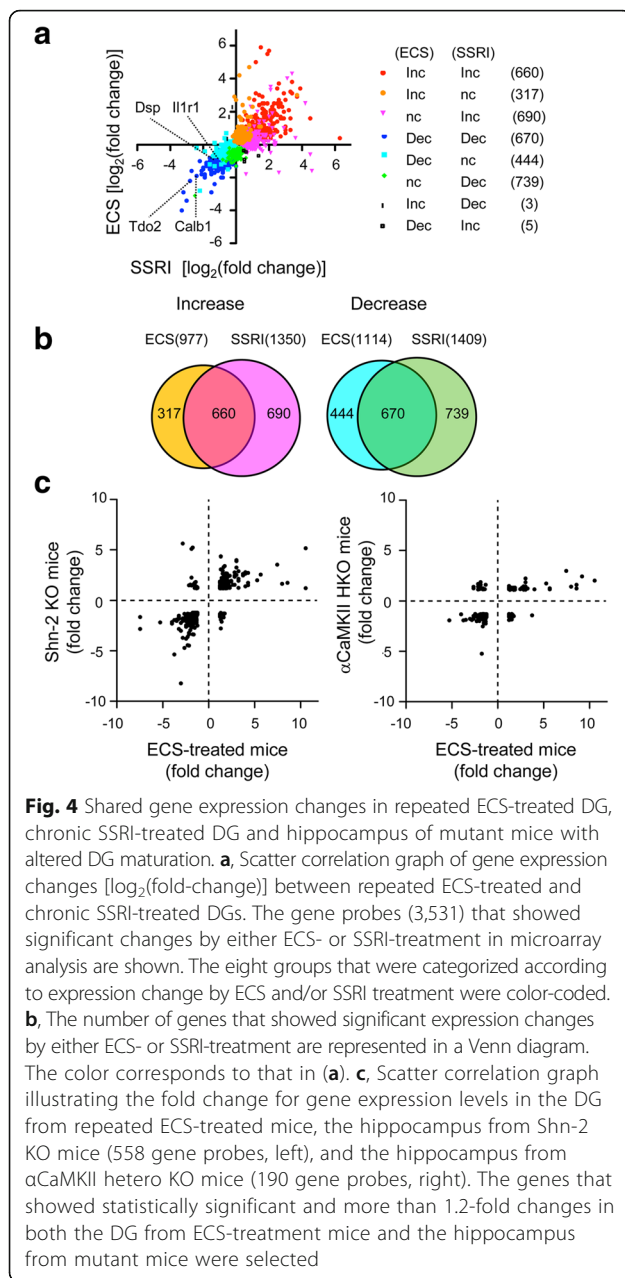 a
(ECS) (SSRI)
Inc Inc (660)
Inc nc (317)
nc Inc (690)
Dec Dec (670)
Dec nc (444)
nc Dec (739)
Inc Dec (3)
Dec Inc (5)
ECS [log2(fold change)]
6
4
2
0
-2
-4
-6
-6 -4 -2 2 4 6
Dsp Il1r1
Tdo2 Calb1
SSRI [log2(fold change)]
b
Increase Decrease
ECS(977) SSRI(1350) ECS(1114) SSRI(1409)
317 660 690 444 670 739
c
Shn-2 KO mice
(fold change)
10
5
0
-5
-10
-10 -5 0 5 10
ECS-treated mice
(fold change)
αCaMKII HKO mice
(fold change)
10
5
0
-5
-10
-10 -5 0 5 10
ECS-treated mice
(fold change)
Fig. 4 Shared gene expression changes in repeated ECS-treated DG,
chronic SSRI-treated DG and hippocampus of mutant mice with
altered DG maturation. a, Scatter correlation graph of gene expression
changes [log2(fold-change)] between repeated ECS-treated and
chronic SSRI-treated DGs. The gene probes (3,531) that showed
significant changes by either ECS- or SSRI-treatment in microarray
analysis are shown. The eight groups that were categorized according
to expression change by ECS and/or SSRI treatment were color-coded.
b, The number of genes that showed significant expression changes
by either ECS- or SSRI-treatment are represented in a Venn diagram.
The color corresponds to that in (a). c, Scatter correlation graph
illustrating the fold change for gene expression levels in the DG
from repeated ECS-treated mice, the hippocampus from Shn-2
KO mice (558 gene probes, left), and the hippocampus from
αCaMKII hetero KO mice (190 gene probes, right). The genes that
showed statistically significant and more than 1.2-fold changes in
both the DG from ECS-treatment mice and the hippocampus
from mutant mice were selected